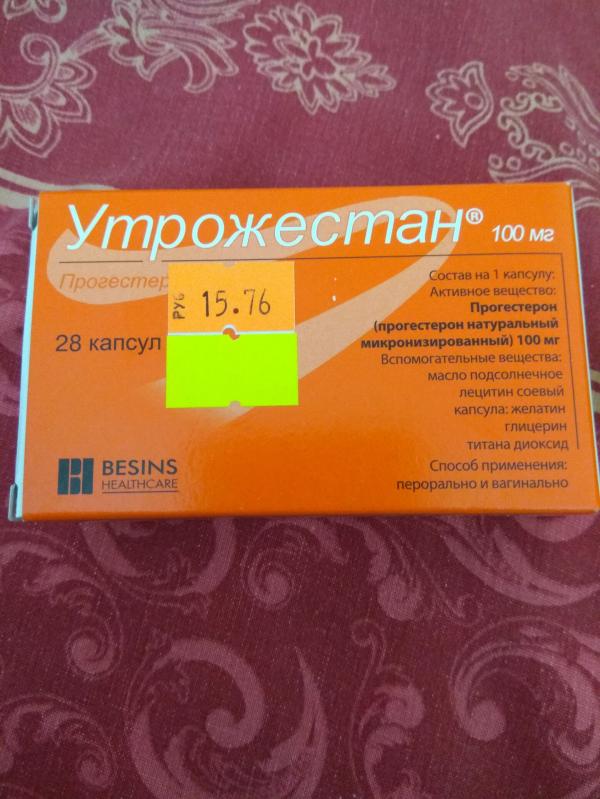 Утрожестан® 100 мг
Прогестер
РУБ 15.76
28 капсул
Состав на 1 капсулу:
Активное вещество:
Прогестерон
(прогестерон натуральный
микронизированный) 100 мг
Вспомогательные вещества:
масло подсолнечное
лецитин соевый
капсула: желатин
глицерин
титана диоксид
Способ применения:
перорально и вагинально
BESINS
HEALTHCARE